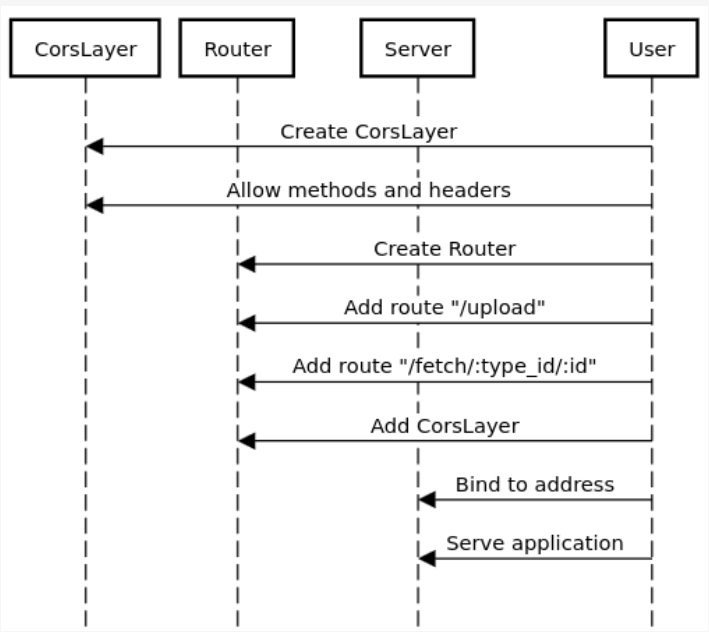 CorsLayer
Router
Server
User
Create CorsLayer
Allow methods and headers
Create Router
Add route "/upload"
Add route "/fetch/:type_id/:id"
Add CorsLayer
Bind to address
Serve application